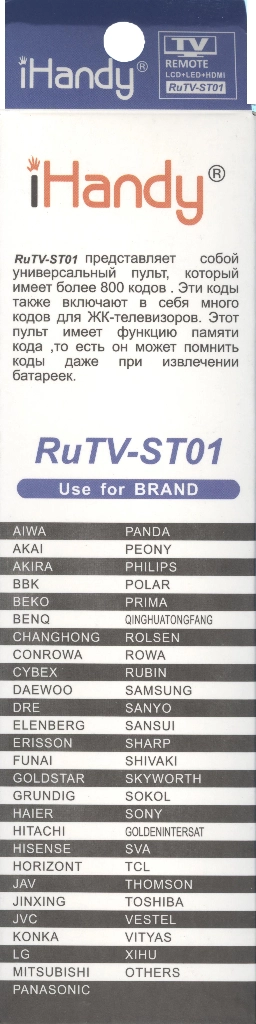 iHandy®
TV
REMOTE
LCD+LED+HDMI
RuTV-ST01
iHandy®
RuTV-ST01 представляет собой
универсальный пульт, который
имеет более 800 кодов . Эти коды
также включают в себя много
кодов для ЖК-телевизоров. Этот
пульт имеет функцию памяти
кода ,то есть он может помнить
коды даже при извлечении
батареек.
RuTV-ST01
Use for BRAND
AIWA PANDA
AKAI PEONY
AKIRA PHILIPS
BBK POLAR
BEKO PRIMA
BENQ QINGHUATONGFANG
CHANGHONG ROLSEN
CONROWA ROWA
CYBEX RUBIN
DAEWOO SAMSUNG
DRE SANYO
ELENBERG SANSUI
ERISSON SHARP
FUNAI SHIVAKI
GOLDSTAR SKYWORTH
GRUNDIG SOKOL
HAIER SONY
HITACHI GOLDENINTERSAT
HISENSE SVA
HORIZONT TCL
JAV THOMSON
JINXING TOSHIBA
JVC VESTEL
KONKA VITYAS
LG XIHU
MITSUBISHI OTHERS
PANASONIC